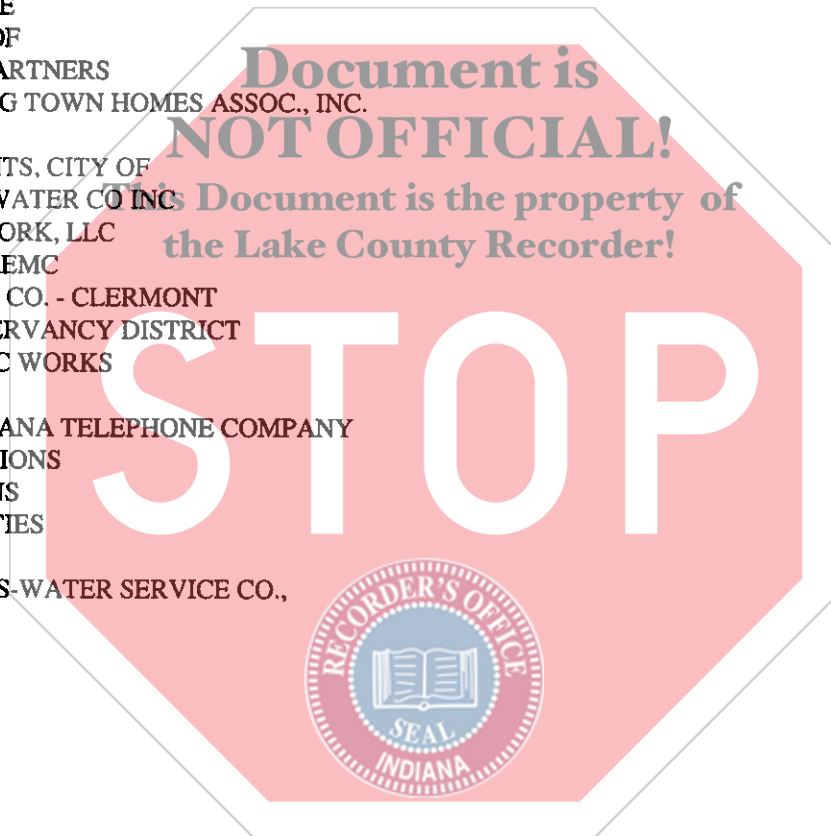 E
OF
ARTNERS
G TOWN HOMES ASSOC., INC.
ITS, CITY OF
WATER CO INC
ORK, LLC
EMC
CO. - CLERMONT
ERVANCY DISTRICT
C WORKS
ANA TELEPHONE COMPANY
IONS
NS
TIES
S-WATER SERVICE CO.,
Document is
NOT OFFICIAL!
This Document is the property of
the Lake County Recorder!
STOP
RECORDER'S OFFICE
SEAL
INDIANA